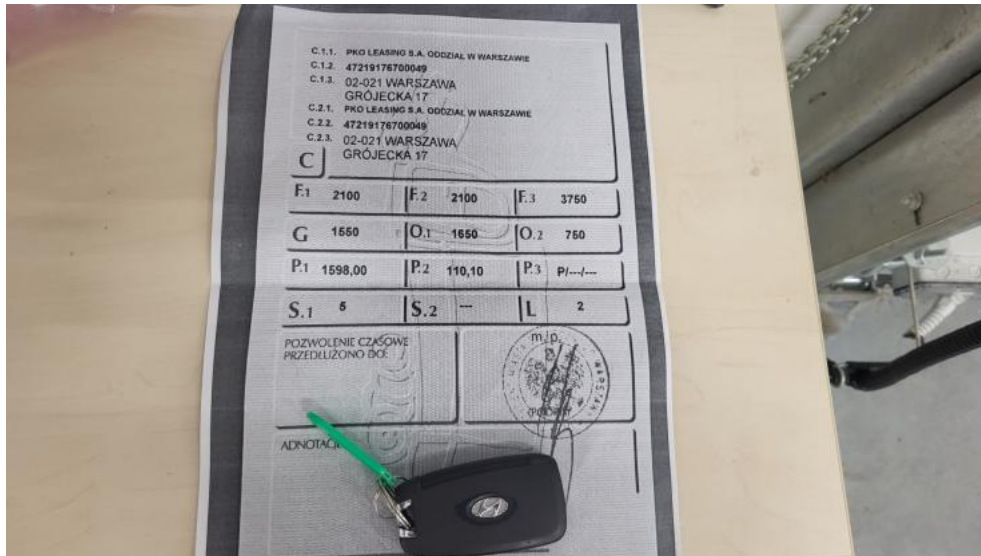 C.1.1. PKO LEASING S.A. ODDZIAŁ W WARSZAWIE
C.1.2. 47219176700049
C.1.3. 02-021 WARSZAWA
GRÓJECKA 17
C.2.1. PKO LEASING S.A. ODDZIAŁ W WARSZAWIE
C.2.2. 47219176700049
C.2.3. 02-021 WARSZAWA
GRÓJECKA 17
C
F.1 2100 F.2 2100 F.3 3750
G 1550 O.1 1650 O.2 750
P.1 1598,00 P.2 110,10 P.3 P/---/---
S.1 5 S.2 --- L 2
POZWOLENIE CZASOWE
PRZEDŁUŻONO DO:
m.p.